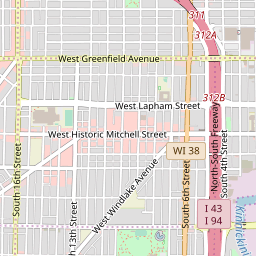 311
312A
West Greenfield Avenue
312B
West Lapham Street
West Historic Mitchell Street
WI 38
North-South Freeway
South 4th Street
South 16th Street
South 13th Street
West Windlake Avenue
South 6th Street
I 43
I 94